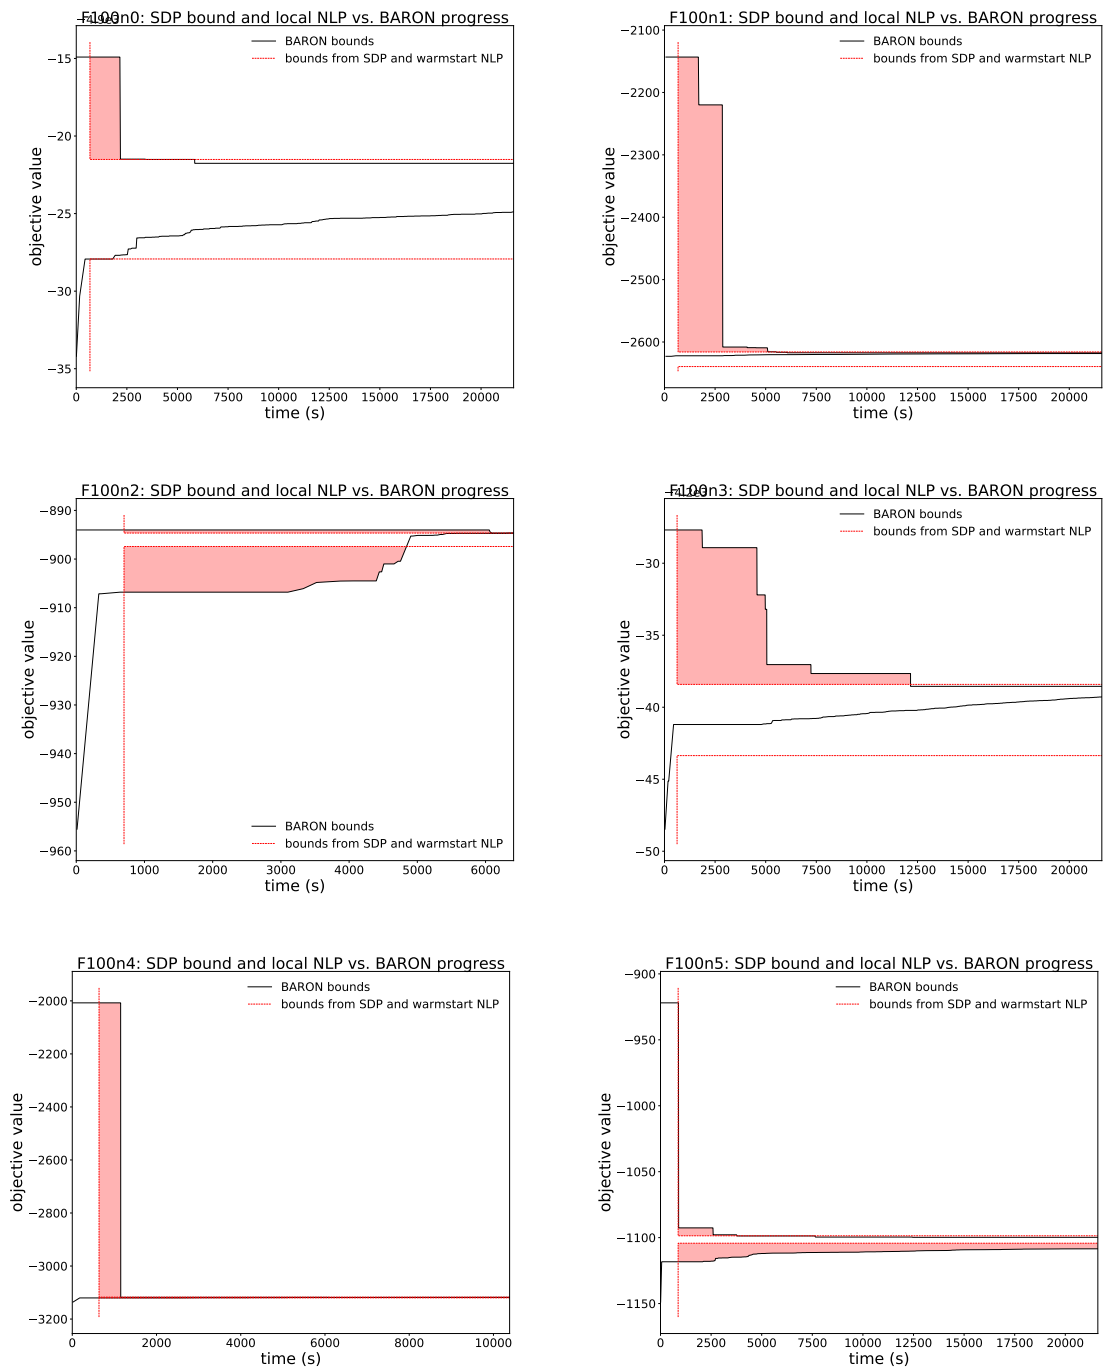 F100n0: SDP bound and local NLP vs. BARON progress
−4.9e3
BARON bounds
bounds from SDP and warmstart NLP
−15
−20
−25
−30
−35
objective value
0 2500 5000 7500 10000 12500 15000 17500 20000
time (s)
F100n1: SDP bound and local NLP vs. BARON progress
BARON bounds
bounds from SDP and warmstart NLP
−2100
−2200
−2300
−2400
−2500
−2600
objective value
0 2500 5000 7500 10000 12500 15000 17500 20000
time (s)
F100n2: SDP bound and local NLP vs. BARON progress
−890
−900
−910
−920
−930
−940
−950
−960
objective value
BARON bounds
bounds from SDP and warmstart NLP
0 1000 2000 3000 4000 5000 6000
time (s)
F100n3: SDP bound and local NLP vs. BARON progress
−4.2e3
BARON bounds
bounds from SDP and warmstart NLP
−30
−35
−40
−45
−50
objective value
0 2500 5000 7500 10000 12500 15000 17500 20000
time (s)
F100n4: SDP bound and local NLP vs. BARON progress
BARON bounds
bounds from SDP and warmstart NLP
−2000
−2200
−2400
−2600
−2800
−3000
−3200
objective value
0 2000 4000 6000 8000 10000
time (s)
F100n5: SDP bound and local NLP vs. BARON progress
BARON bounds
bounds from SDP and warmstart NLP
−900
−950
−1000
−1050
−1100
−1150
objective value
0 2500 5000 7500 10000 12500 15000 17500 20000
time (s)